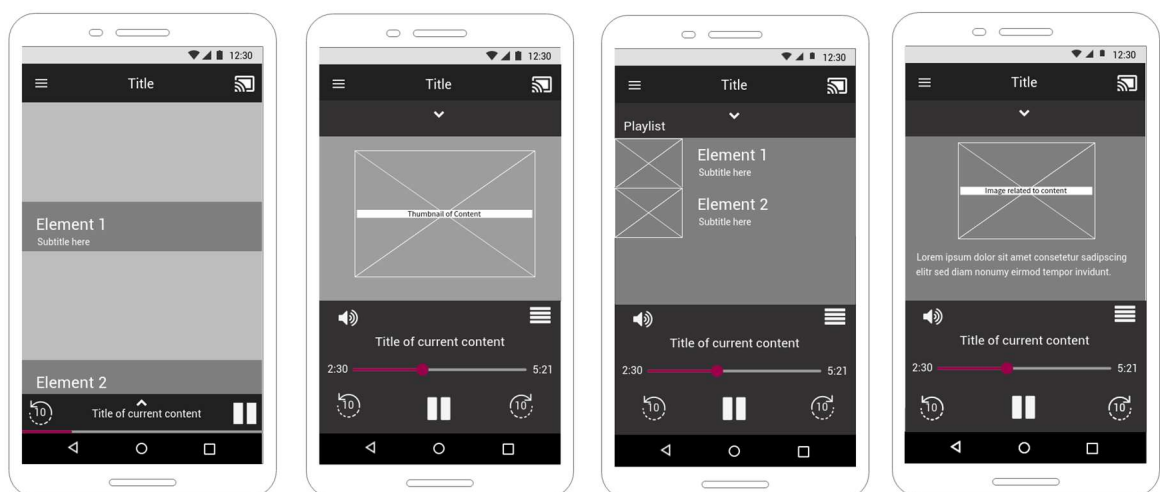 12:30
Title
Element 1
Subtitle here
Element 2
10
Title of current content
12:30
Title
Thumbnail of Content
Title of current content
2:30
5:21
10
10
12:30
Title
Playlist
Element 1
Subtitle here
Element 2
Subtitle here
Title of current content
2:30
5:21
10
10
12:30
Title
Image related to content
Lorem ipsum dolor sit amet consetetur sadipscing
elitr sed diam nonumy eirmod tempor invidunt.
Title of current content
2:30
5:21
10
10